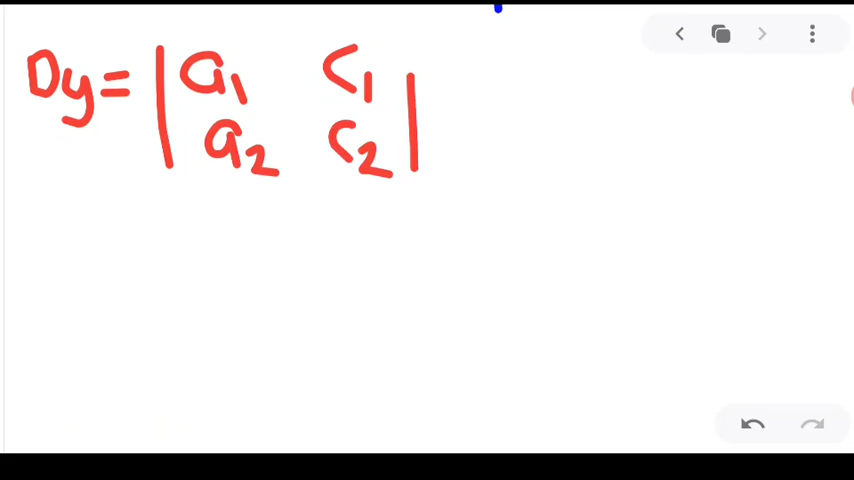 Dy = | a₁ c₁ |
| a₂ c₂ |